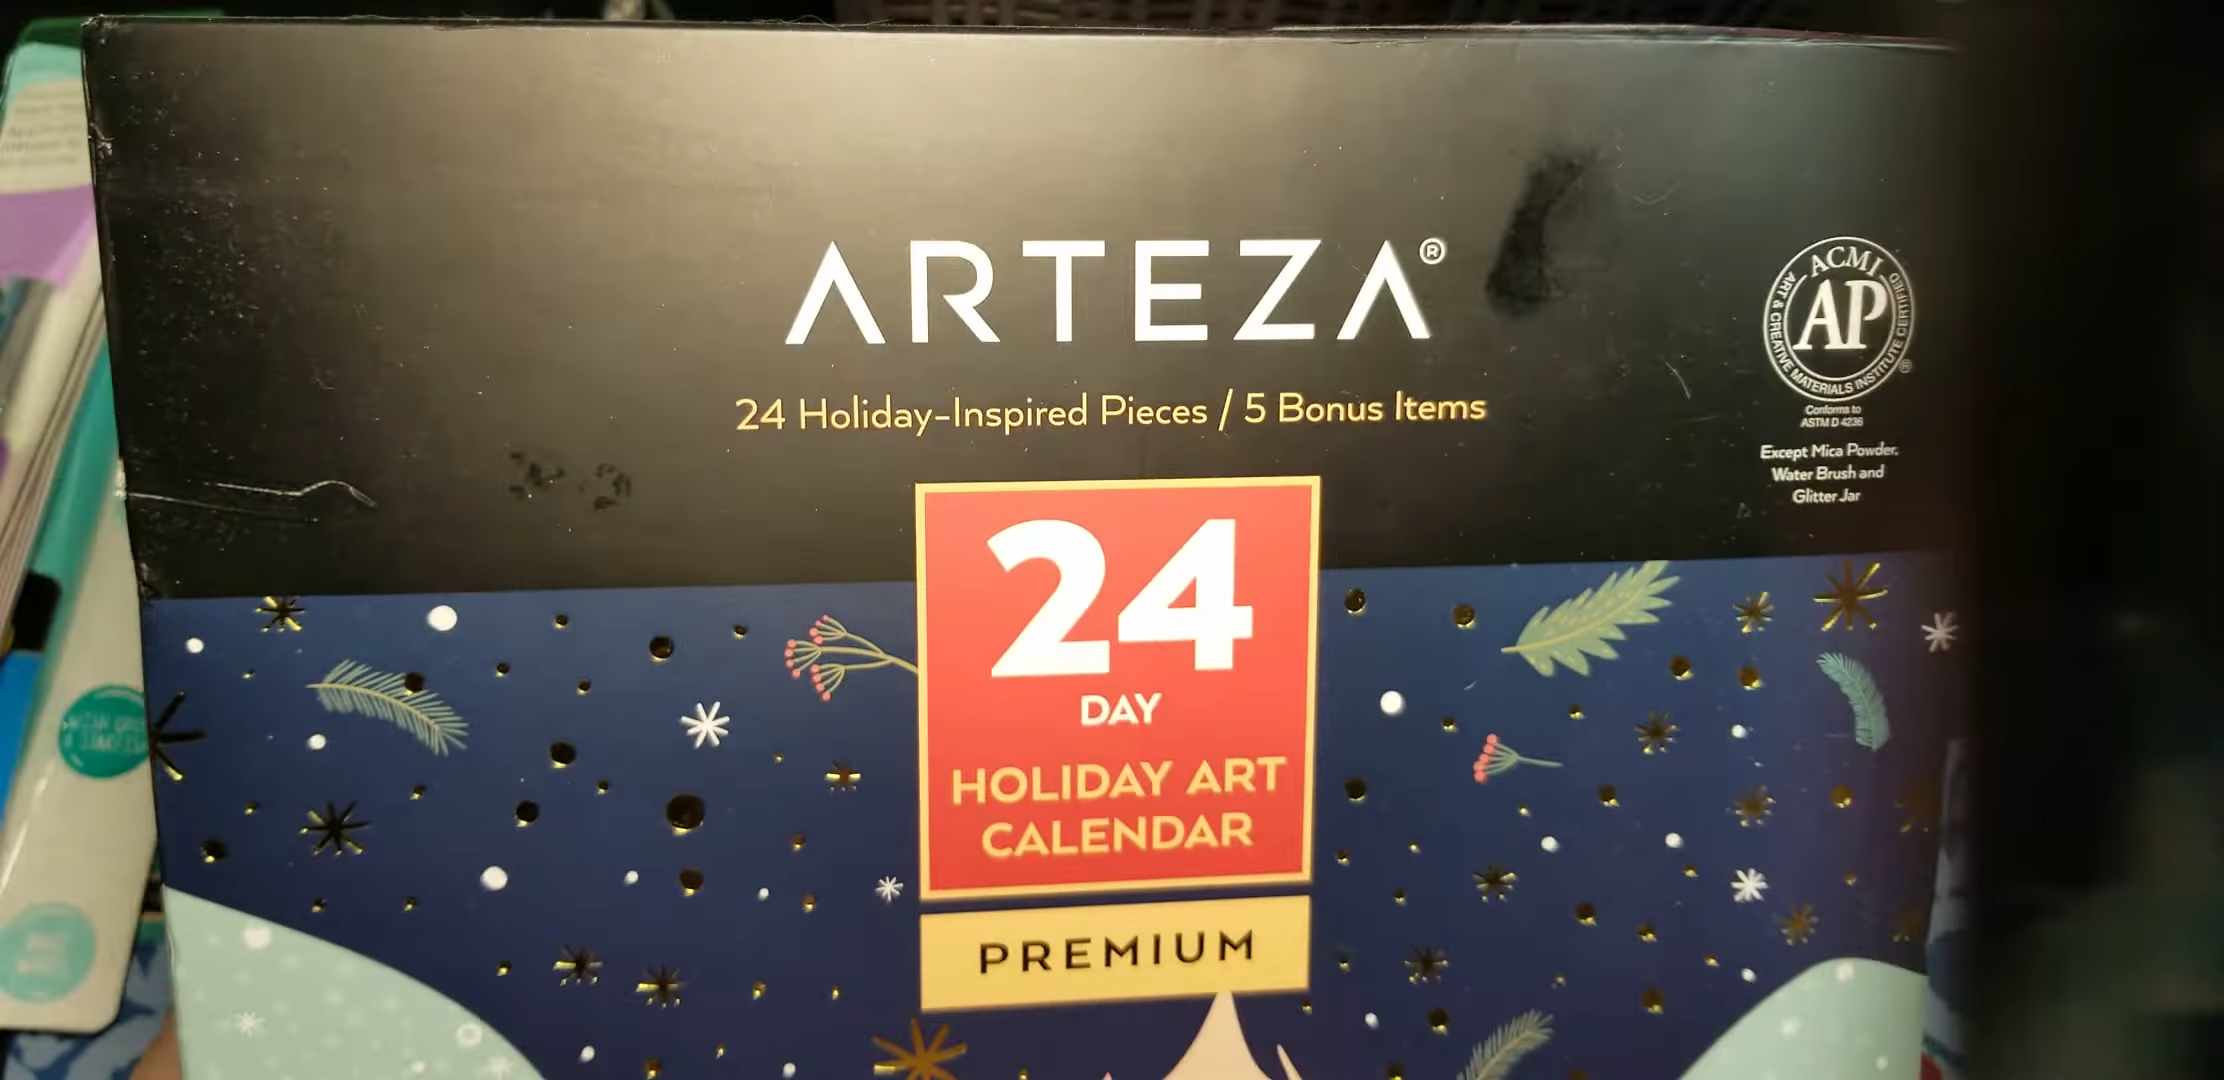 ARTEZA®
24 Holiday-Inspired Pieces / 5 Bonus Items
ACMI
AP
ART & CREATIVE MATERIALS INSTITUTE CERTIFIED
®
Conforms to
ASTM D 4236
Except Mica Powder,
Water Brush and
Glitter Jar
24
DAY
HOLIDAY ART
CALENDAR
PREMIUM